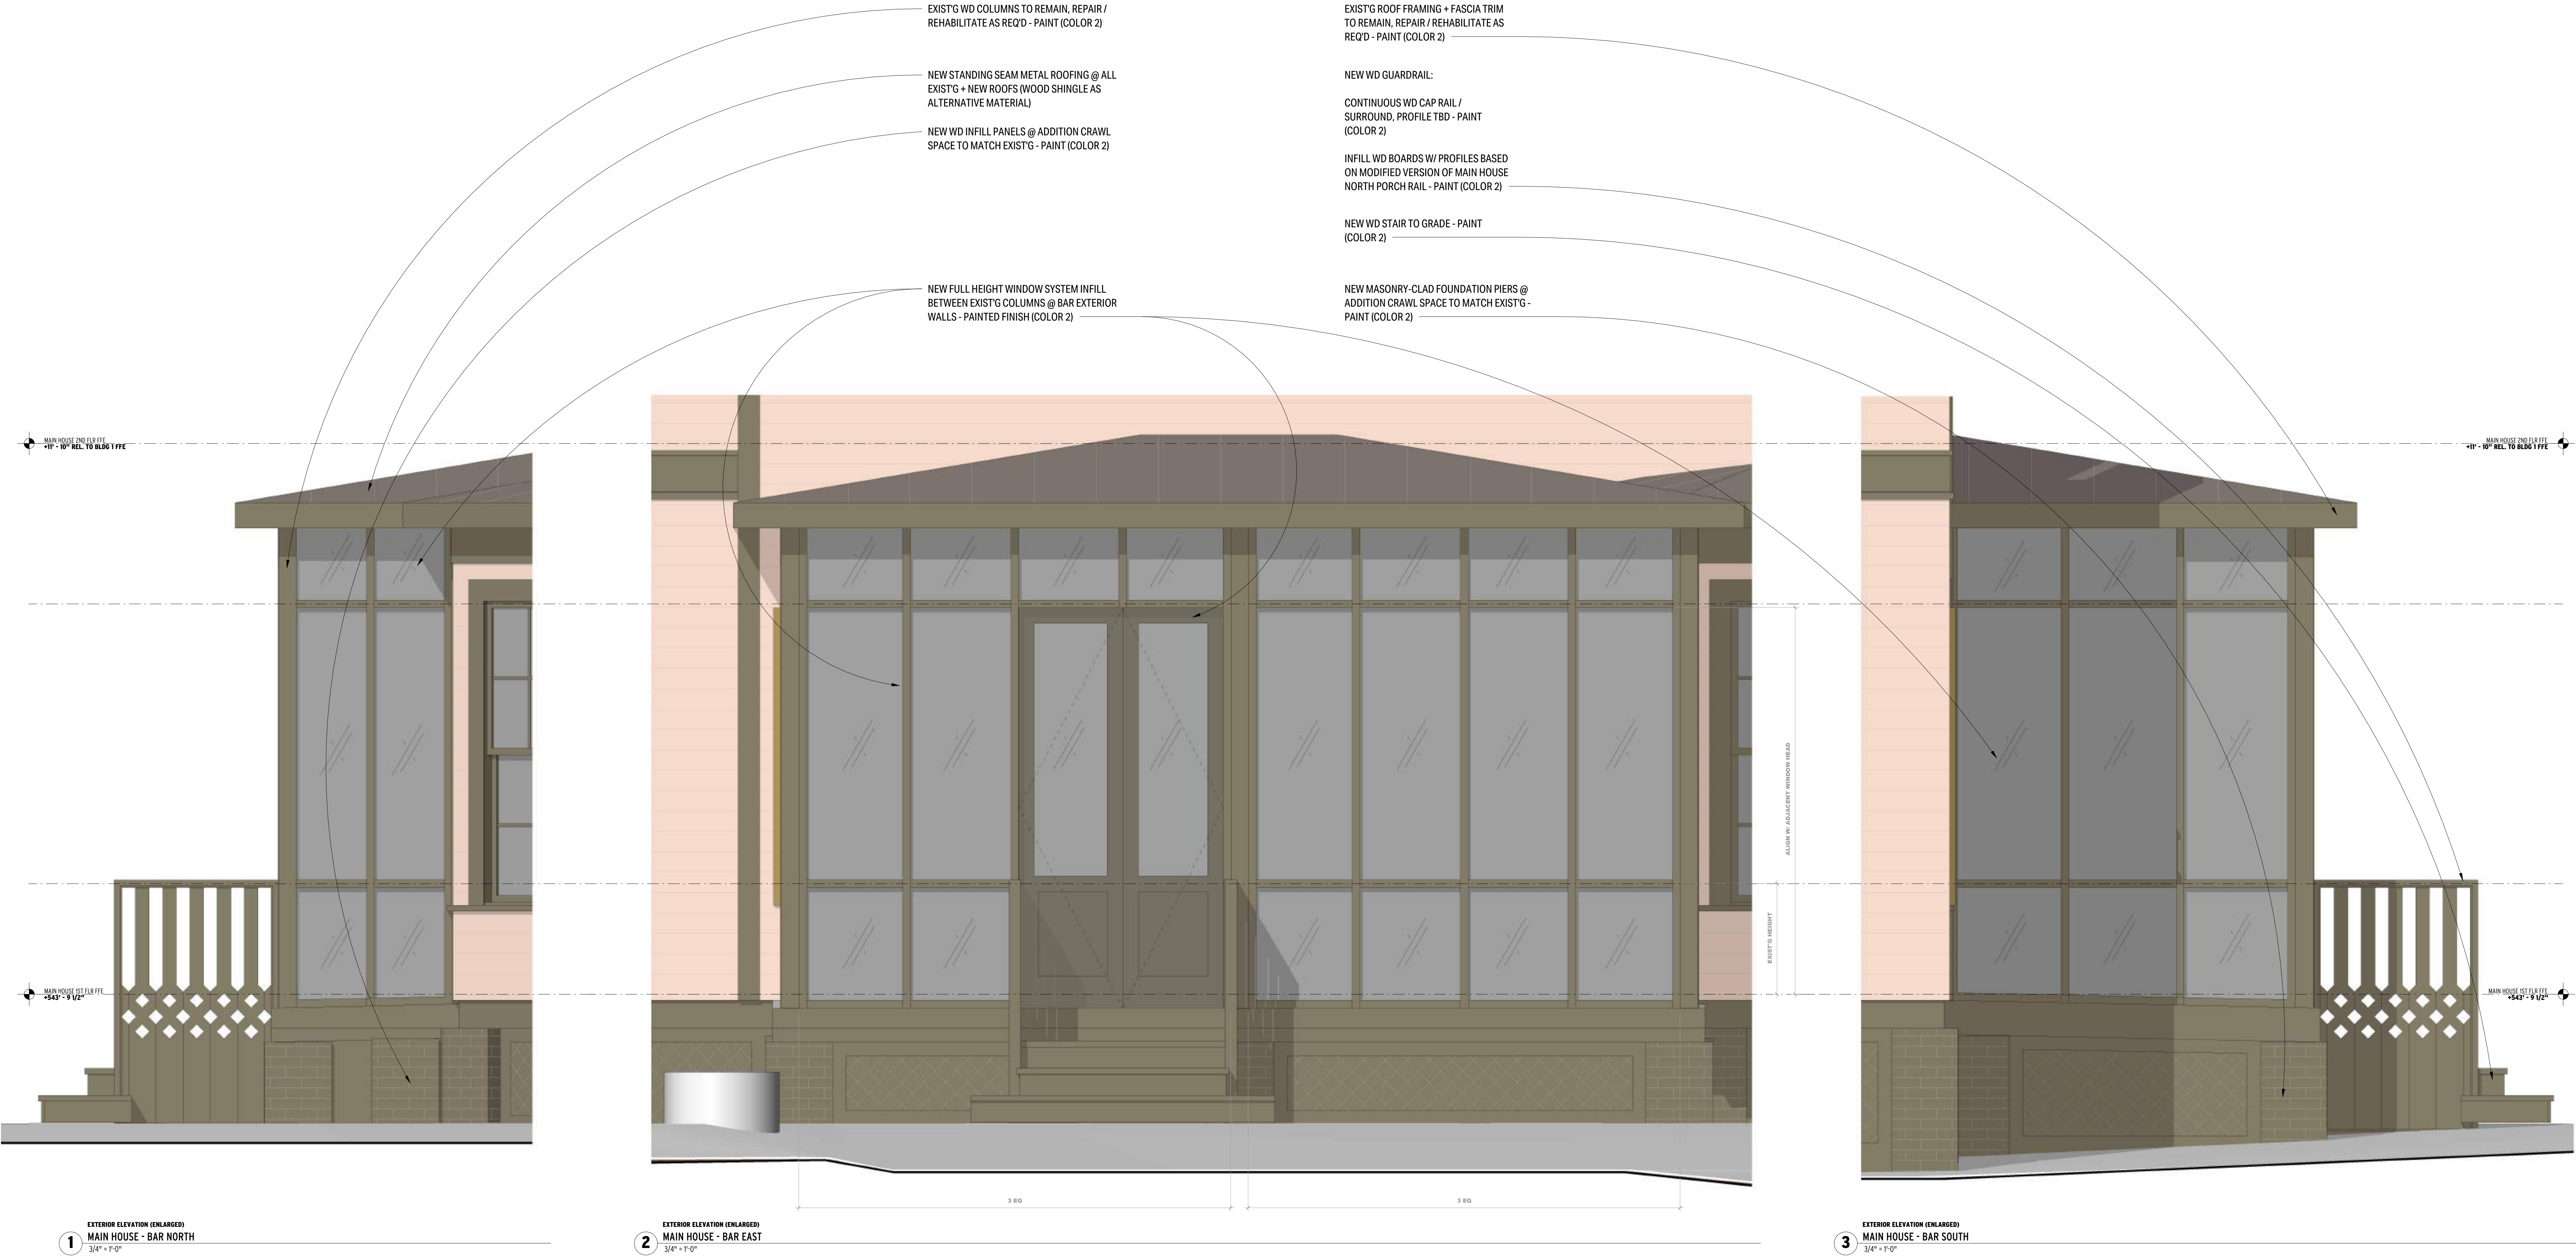 EXIST'G WD COLUMNS TO REMAIN, REPAIR /
REHABILITATE AS REQ'D - PAINT (COLOR 2)
NEW STANDING SEAM METAL ROOFING @ ALL
EXIST'G + NEW ROOFS (WOOD SHINGLE AS
ALTERNATIVE MATERIAL)
NEW WD INFILL PANELS @ ADDITION CRAWL
SPACE TO MATCH EXIST'G - PAINT (COLOR 2)
NEW FULL HEIGHT WINDOW SYSTEM INFILL
BETWEEN EXIST'G COLUMNS @ BAR EXTERIOR
WALLS - PAINTED FINISH (COLOR 2)
EXIST'G ROOF FRAMING + FASCIA TRIM
TO REMAIN, REPAIR / REHABILITATE AS
REQ'D - PAINT (COLOR 2)
NEW WD GUARDRAIL:
CONTINUOUS WD CAP RAIL /
SURROUND, PROFILE TBD - PAINT
(COLOR 2)
INFILL WD BOARDS W/ PROFILES BASED
ON MODIFIED VERSION OF MAIN HOUSE
NORTH PORCH RAIL - PAINT (COLOR 2)
NEW WD STAIR TO GRADE - PAINT
(COLOR 2)
NEW MASONRY-CLAD FOUNDATION PIERS @
ADDITION CRAWL SPACE TO MATCH EXIST'G -
PAINT (COLOR 2)
MAIN HOUSE 2ND FLR FFE
+11' - 10" REL. TO BLDG 1 FFE
MAIN HOUSE 2ND FLR FFE
+11' - 10" REL. TO BLDG 1 FFE
ALIGN W/ ADJACENT WINDOW HEAD
EXIST'G HEIGHT
MAIN HOUSE 1ST FLR FFE
+543' - 9 1/2"
MAIN HOUSE 1ST FLR FFE
+543' - 9 1/2"
3 EQ
3 EQ
1
EXTERIOR ELEVATION (ENLARGED)
MAIN HOUSE - BAR NORTH
3/4" = 1'-0"
2
EXTERIOR ELEVATION (ENLARGED)
MAIN HOUSE - BAR EAST
3/4" = 1'-0"
3
EXTERIOR ELEVATION (ENLARGED)
MAIN HOUSE - BAR SOUTH
3/4" = 1'-0"